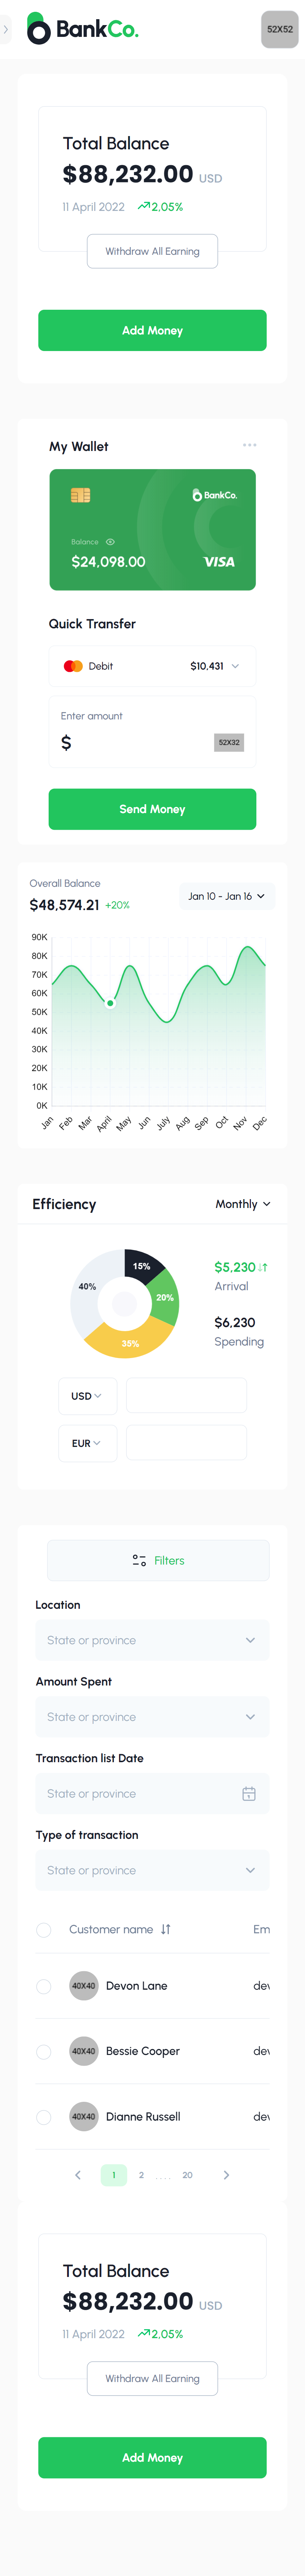 BankCo.
52X52
Total Balance
$88,232.00 USD
11 April 2022 2,05%
Withdraw All Earning
Add Money
My Wallet
BankCo.
Balance
$24,098.00 VISA
Quick Transfer
Debit $10,431
Enter amount
$ 52X32
Send Money
Overall Balance
$48,574.21 +20%
Jan 10 - Jan 16
90K
80K
70K
60K
50K
40K
30K
20K
10K
0K
Jan Feb Mar April May Jun July Aug Sep Oct Nov Dec
Efficiency Monthly
15%
20%
35%
40%
$5,230
Arrival
$6,230
Spending
USD
EUR
Filters
Location
State or province
Amount Spent
State or province
Transaction list Date
State or province
Type of transaction
State or province
Customer name Em
40X40 Devon Lane dev
40X40 Bessie Cooper dev
40X40 Dianne Russell dev
1 2 .... 20
Total Balance
$88,232.00 USD
11 April 2022 2,05%
Withdraw All Earning
Add Money